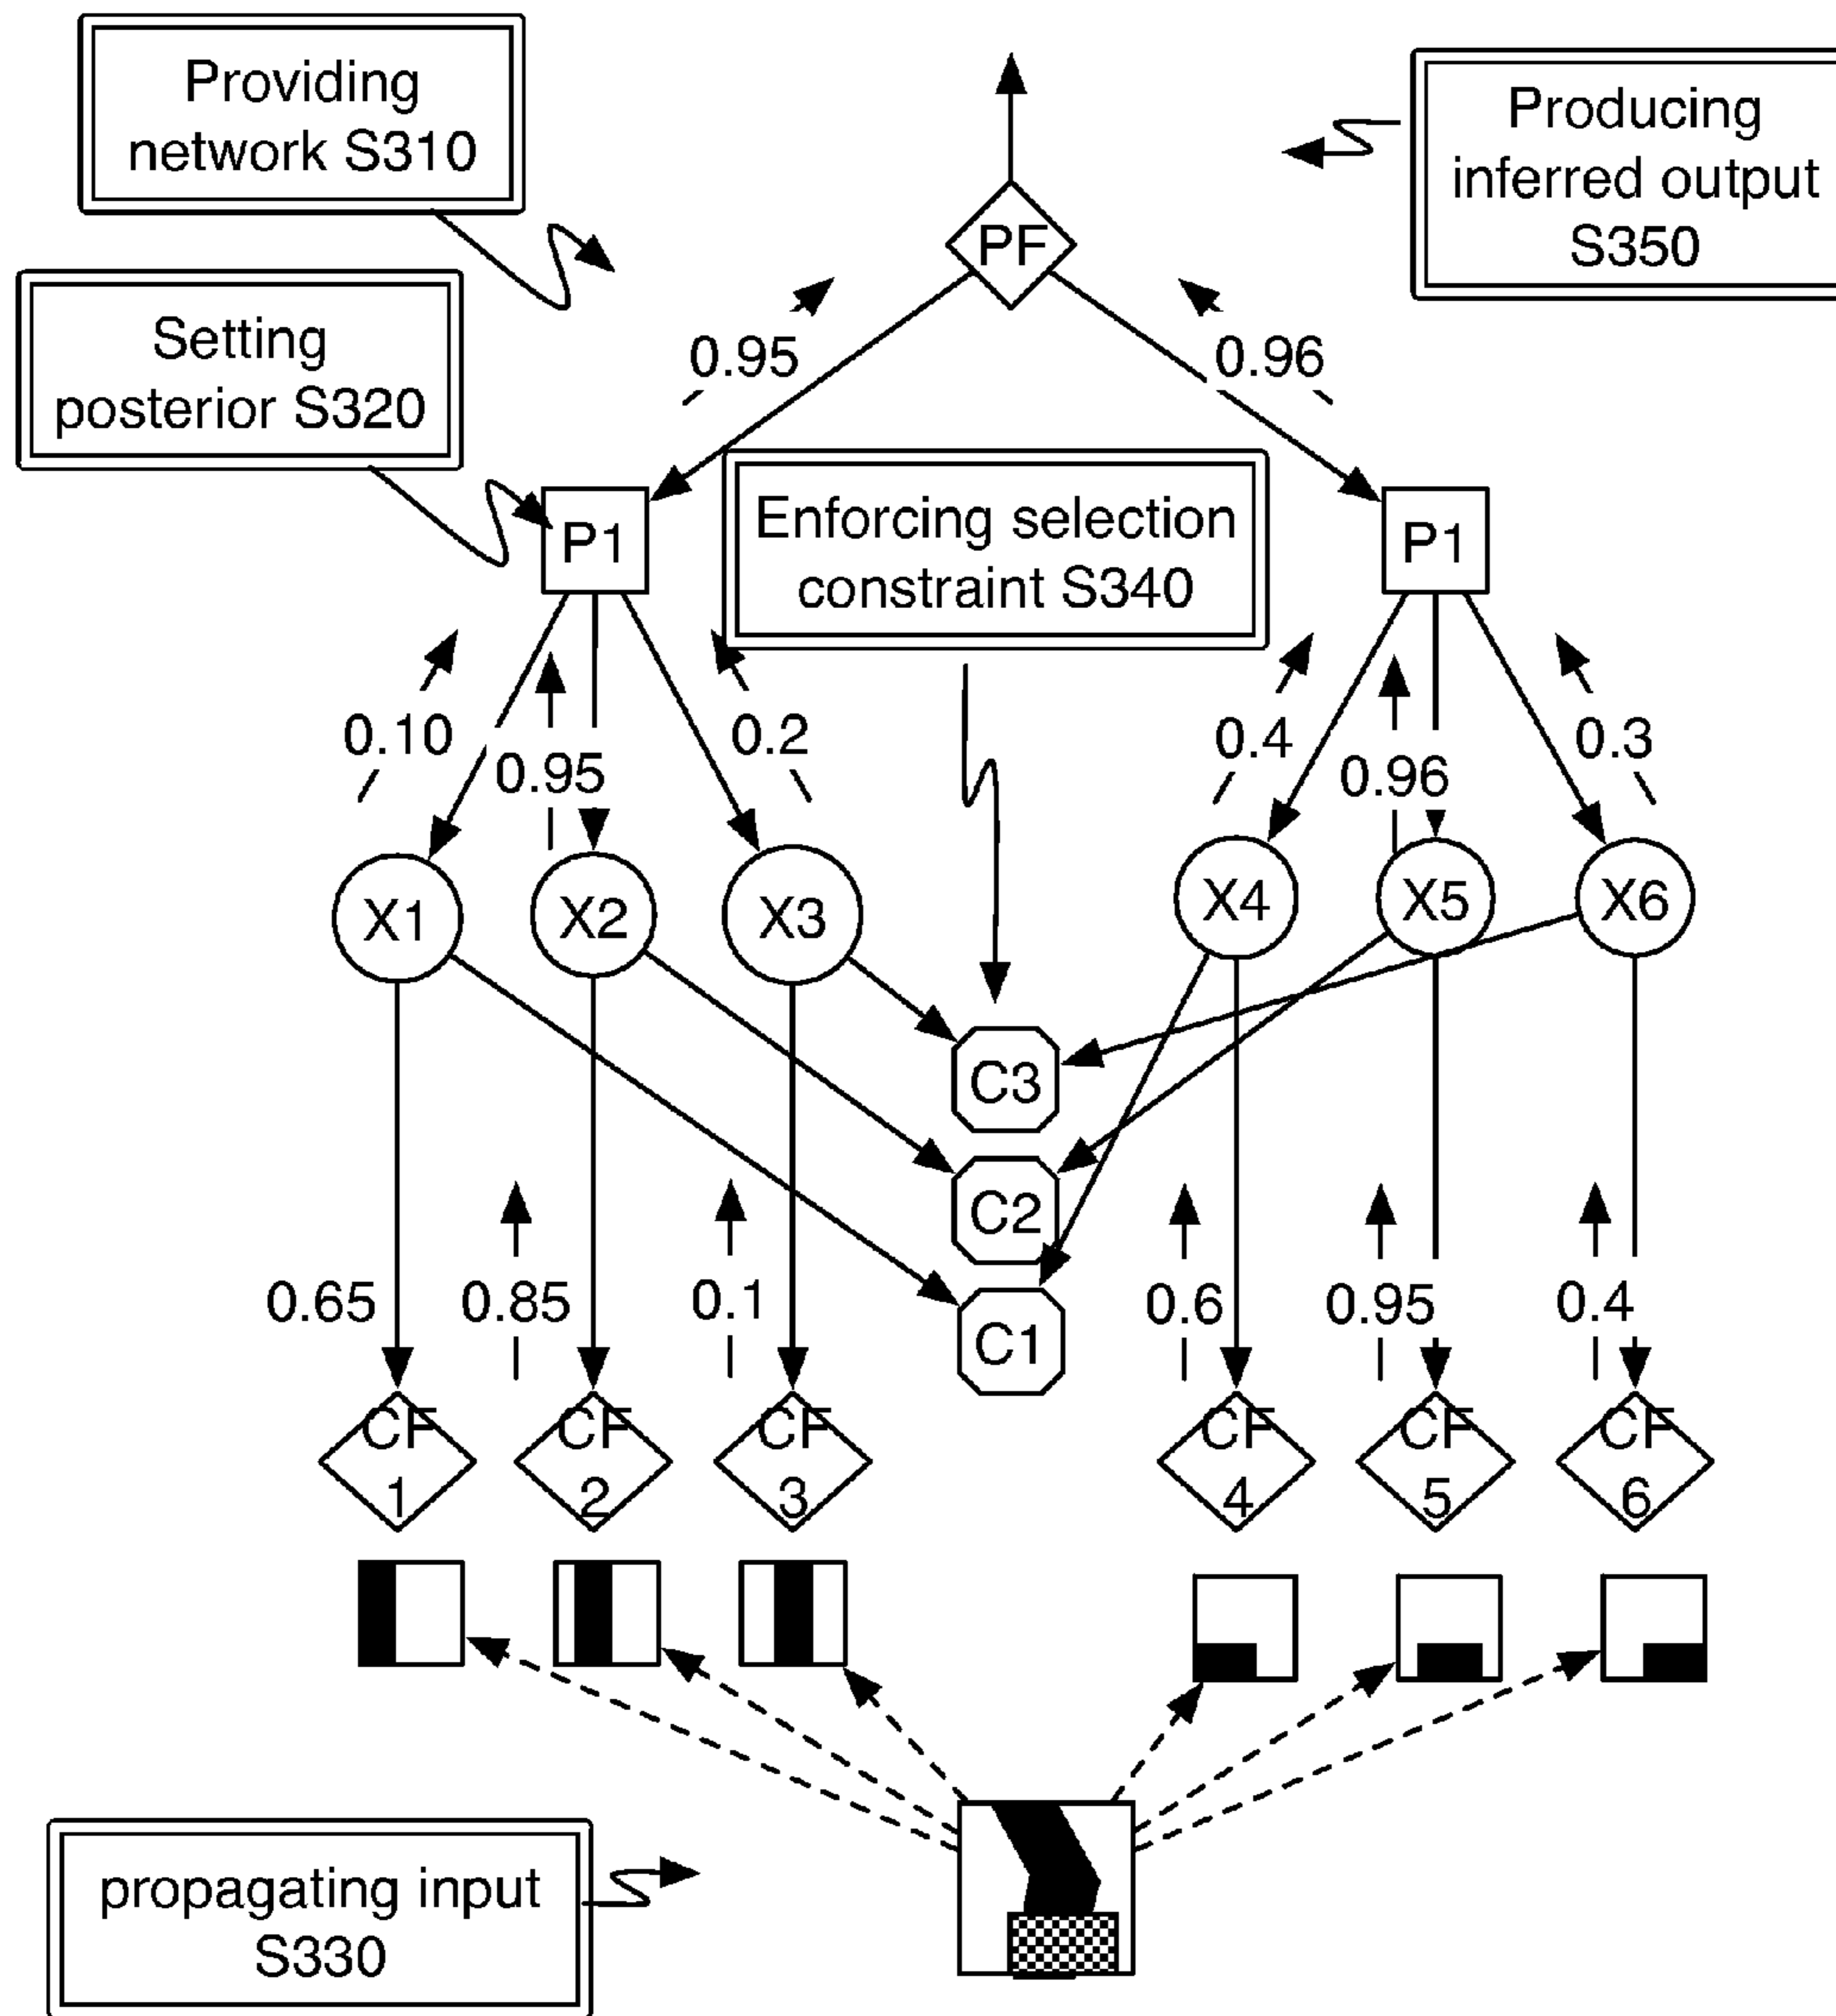 Providing
network S310
Producing
inferred output
S350
PF
Setting
posterior S320
0.95
0.96
P1
Enforcing selection
constraint S340
P1
0.10
0.95
0.2
0.4
0.96
0.3
X1
X2
X3
X4
X5
X6
C3
C2
C1
0.65
0.85
0.1
0.6
0.95
0.4
CF
1
CF
2
CF
3
CF
4
CF
5
CF
6
propagating input
S330